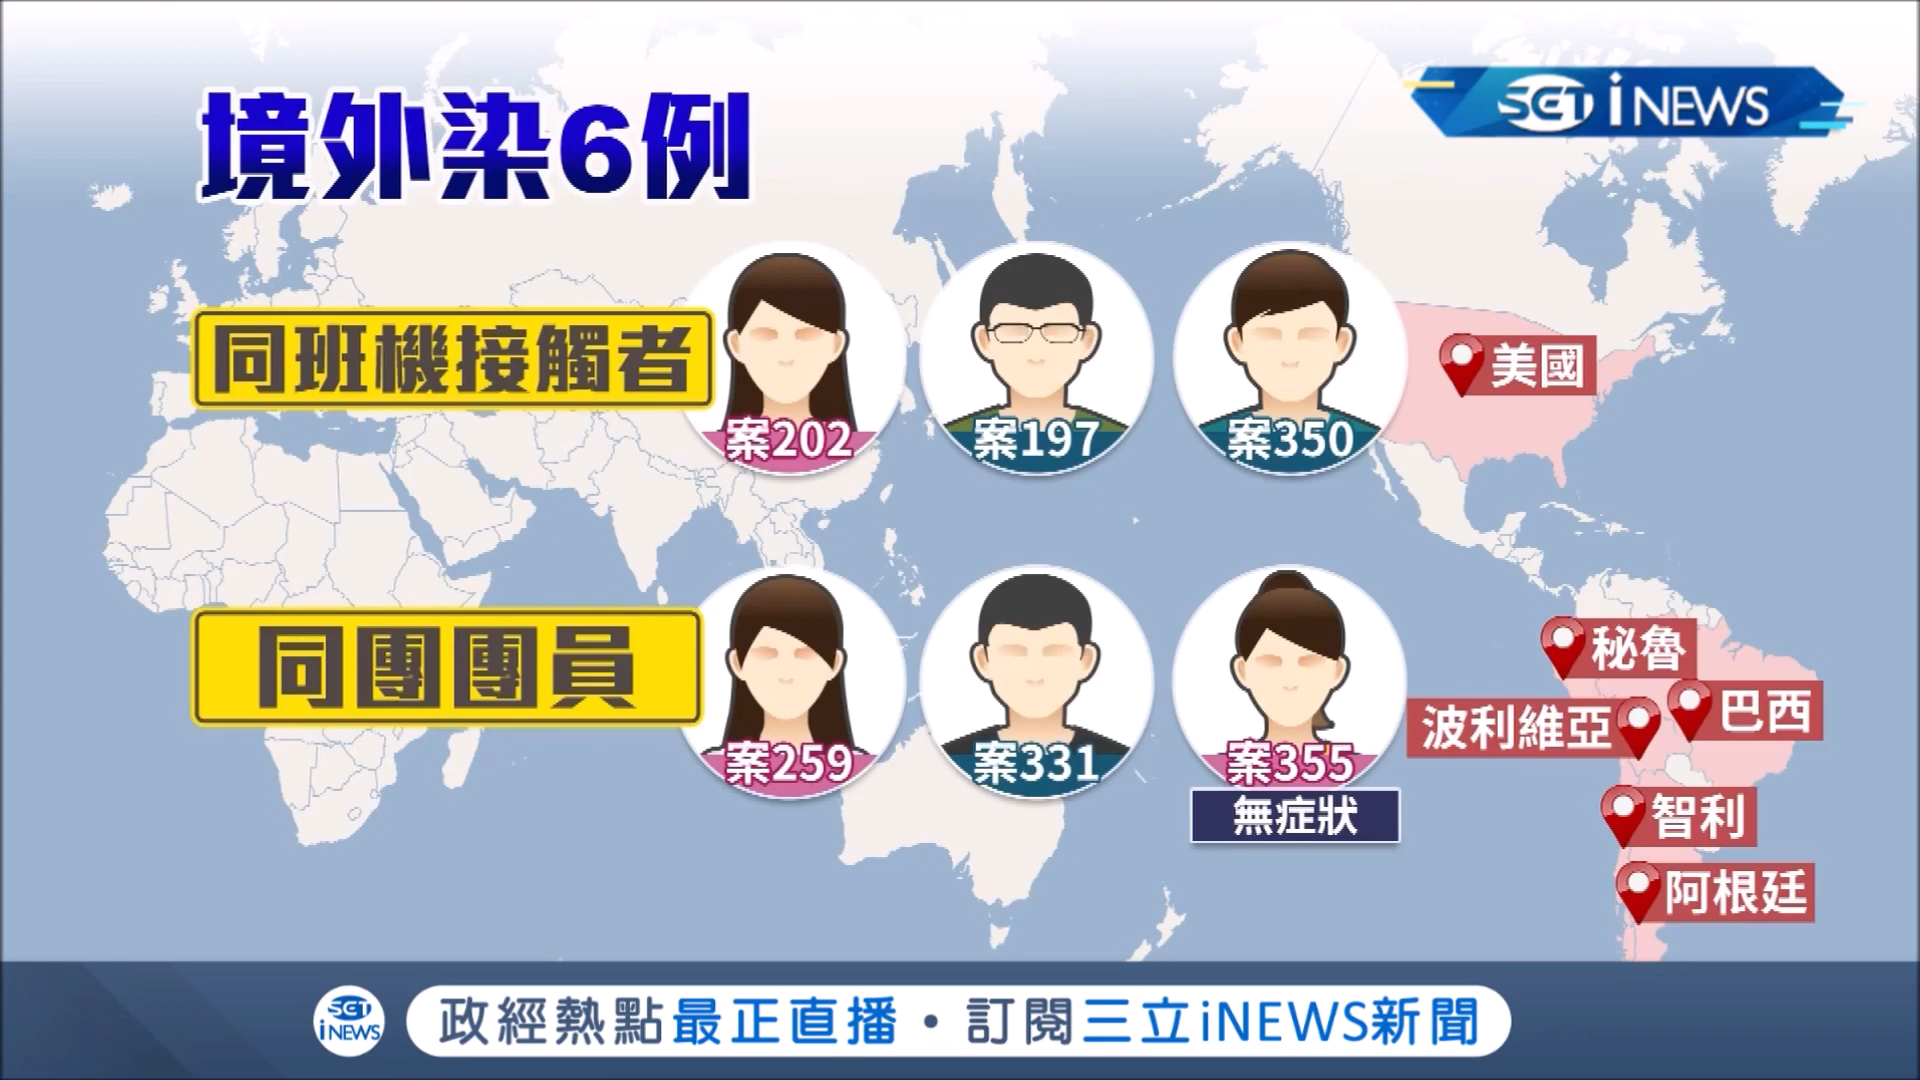 境外染6例
SET iNEWS
同班機接觸者
案202
案197
案350
美國
同團團員
案259
案331
案355
無症狀
秘魯
巴西
波利維亞
智利
阿根廷
SET iNEWS
政經熱點最正直播・訂閱三立iNEWS新聞